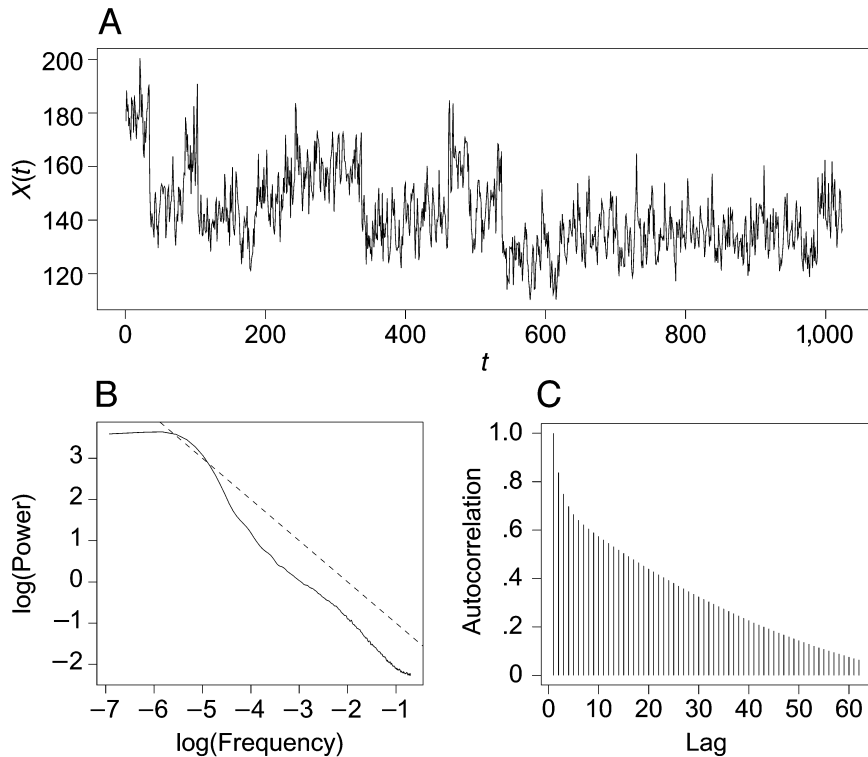 A
200
180
160
140
120
X(t)
0 200 400 600 800 1,000
t
B
3
2
1
0
−1
−2
log(Power)
−7 −6 −5 −4 −3 −2 −1
log(Frequency)
C
1.0
.8
.6
.4
.2
0
Autocorrelation
0 10 20 30 40 50 60
Lag